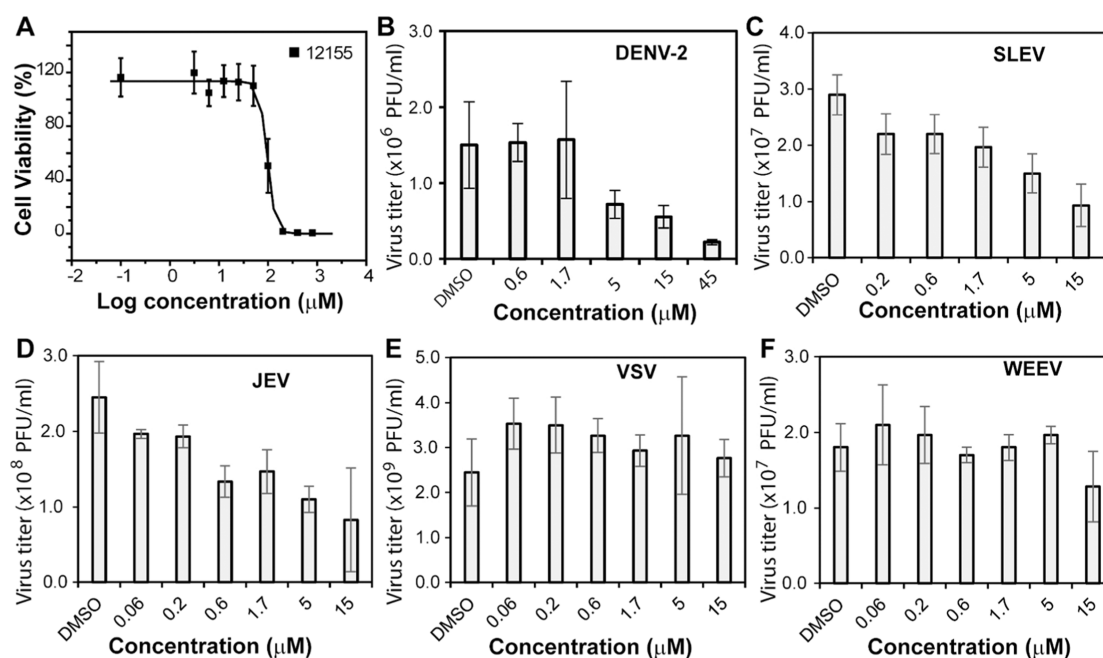 A
Cell Viability (%)
120
80
40
0
■ 12155
−2 0 2 4
Log concentration (μM)
B
Virus titer (x10⁶ PFU/ml)
3.0
2.0
1.0
0.0
DENV-2
DMSO 0.6 1.7 5 15 45
Concentration (μM)
C
Virus titer (x10⁷ PFU/ml)
4.0
3.0
2.0
1.0
0.0
SLEV
DMSO 0.2 0.6 1.7 5 15
Concentration (μM)
D
Virus titer (x10⁸ PFU/ml)
3.0
2.0
1.0
0.0
JEV
DMSO 0.06 0.2 0.6 1.7 5 15
Concentration (μM)
E
Virus titer (x10⁹ PFU/ml)
5.0
4.0
3.0
2.0
1.0
0.0
VSV
DMSO 0.06 0.2 0.6 1.7 5 15
Concentration (μM)
F
Virus titer (x10⁷ PFU/ml)
3.0
2.0
1.0
0.0
WEEV
DMSO 0.06 0.2 0.6 1.7 5 15
Concentration (μM)